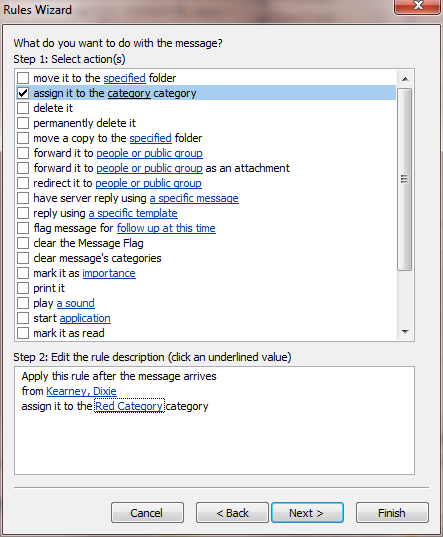 Rules Wizard
What do you want to do with the message?
Step 1: Select action(s)
move it to the specified folder
assign it to the category category
delete it
permanently delete it
move a copy to the specified folder
forward it to people or public group
forward it to people or public group as an attachment
redirect it to people or public group
have server reply using a specific message
reply using a specific template
flag message for follow up at this time
clear the Message Flag
clear message's categories
mark it as importance
print it
play a sound
start application
mark it as read
Step 2: Edit the rule description (click an underlined value)
Apply this rule after the message arrives
from Kearney, Dixie
assign it to the Red Category category
Cancel
< Back
Next >
Finish